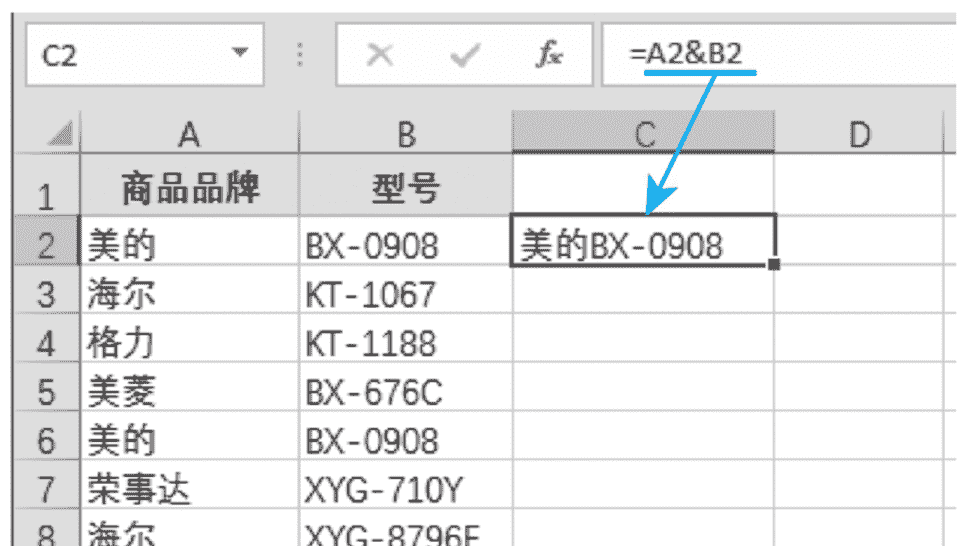 C2 fx =A2&B2
A B C D
1 商品品牌 型号
2 美的 BX-0908 美的BX-0908
3 海尔 KT-1067
4 格力 KT-1188
5 美菱 BX-676C
6 美的 BX-0908
7 荣事达 XYG-710Y
8 海尔